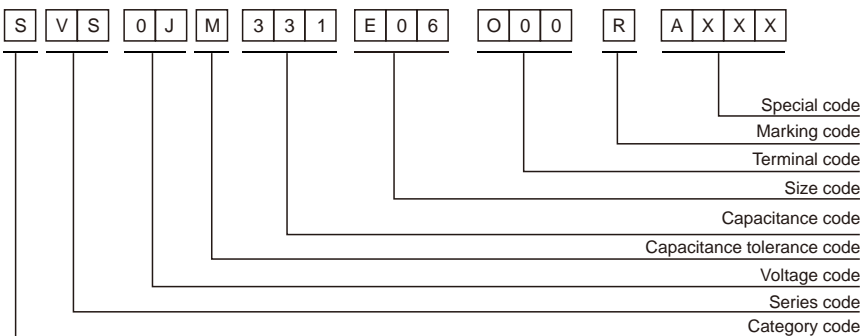 S V S 0 J M 3 3 1 E 0 6 O 0 0 R A X X X
Special code
Marking code
Terminal code
Size code
Capacitance code
Capacitance tolerance code
Voltage code
Series code
Category code